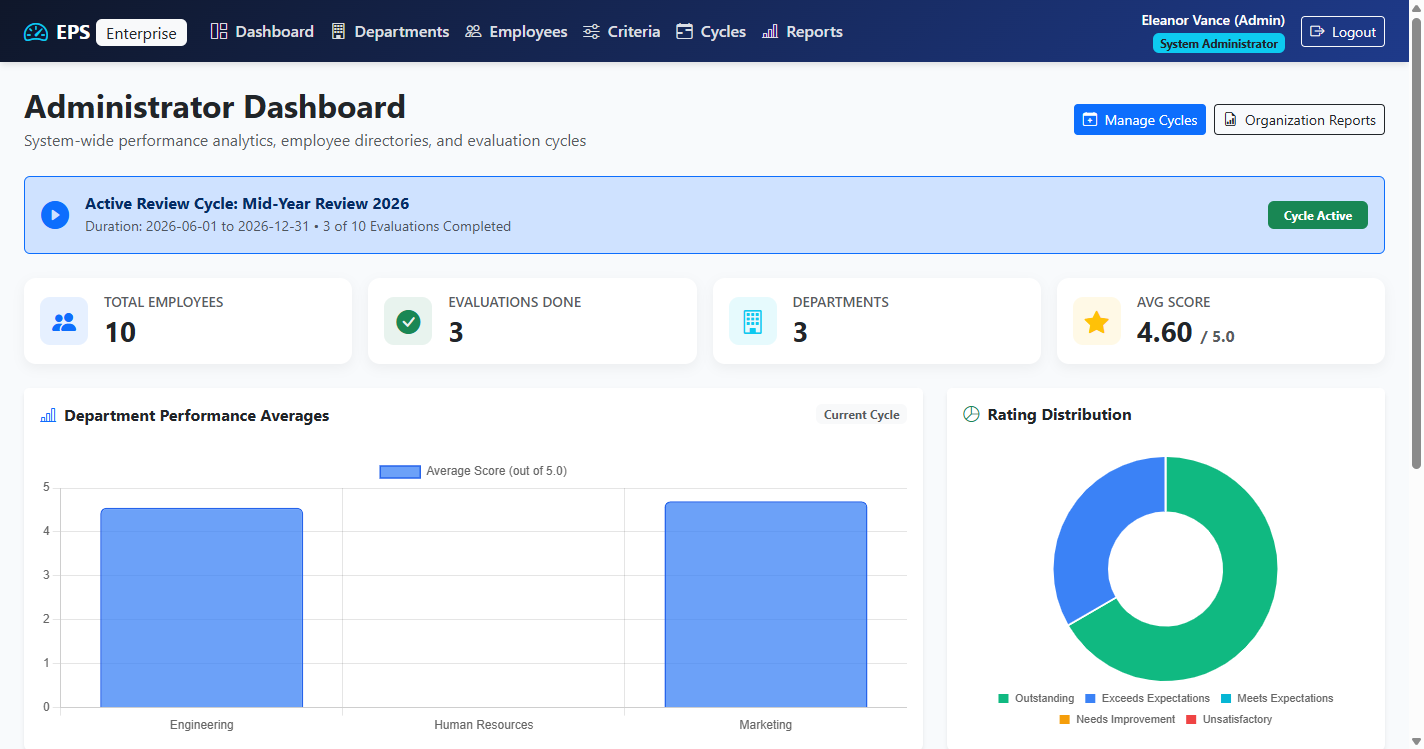 EPS Enterprise Dashboard Departments Employees Criteria Cycles Reports
Eleanor Vance (Admin)
System Administrator
Logout
Administrator Dashboard
System-wide performance analytics, employee directories, and evaluation cycles
Manage Cycles
Organization Reports
Active Review Cycle: Mid-Year Review 2026
Duration: 2026-06-01 to 2026-12-31 • 3 of 10 Evaluations Completed
Cycle Active
TOTAL EMPLOYEES
10
EVALUATIONS DONE
3
DEPARTMENTS
3
AVG SCORE
4.60 / 5.0
Department Performance Averages
Current Cycle
Average Score (out of 5.0)
5
4
3
2
1
0
Engineering Human Resources Marketing
Rating Distribution
Outstanding Exceeds Expectations Meets Expectations
Needs Improvement Unsatisfactory